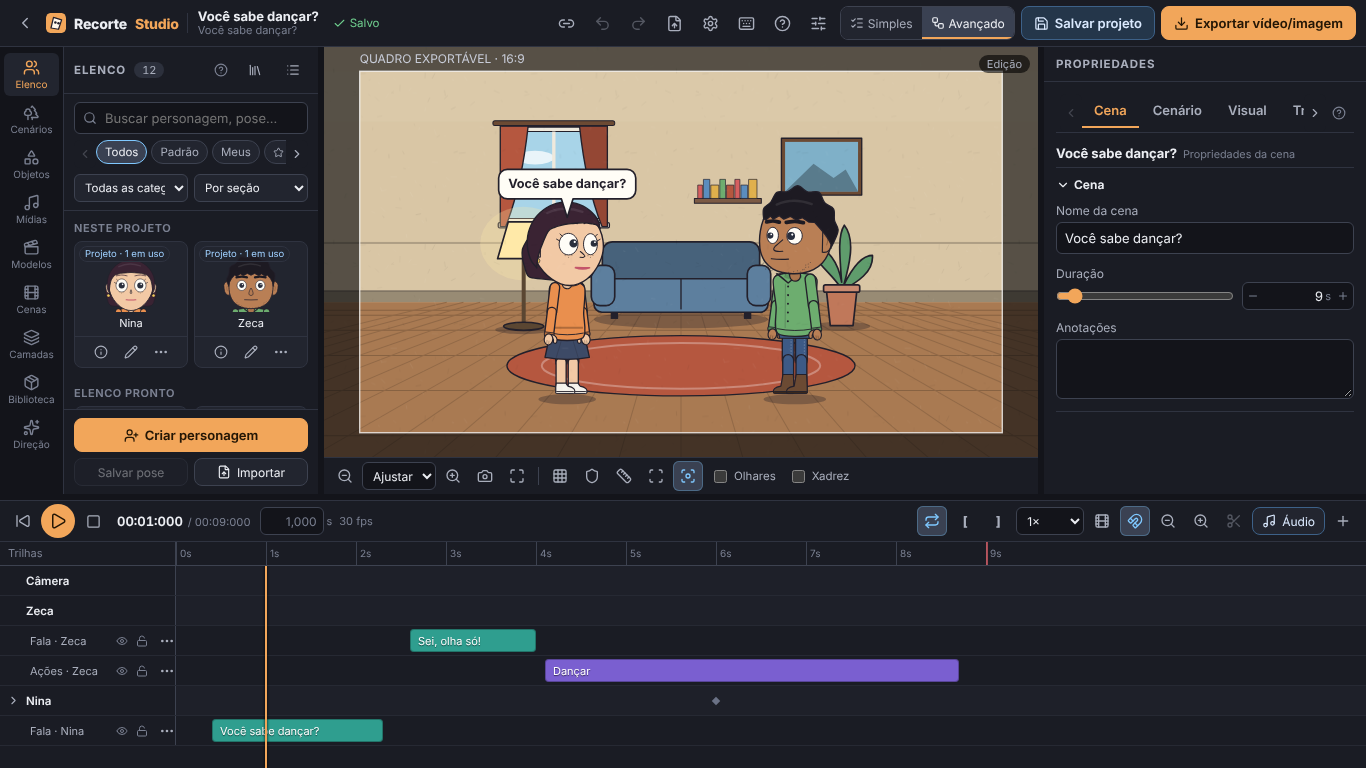 Recorte Studio
Você sabe dançar?
Você sabe dançar?
Salvo
Simples
Avançado
Salvar projeto
Exportar vídeo/imagem
Elenco
Cenários
Objetos
Mídias
Modelos
Cenas
Camadas
Biblioteca
Direção
ELENCO 12
Buscar personagem, pose...
Todos
Padrão
Meus
Todas as categ
Por seção
NESTE PROJETO
Projeto · 1 em uso
Projeto · 1 em uso
Nina
Zeca
ELENCO PRONTO
Criar personagem
Salvar pose
Importar
QUADRO EXPORTÁVEL · 16:9
Edição
Você sabe dançar?
Ajustar
Olhares
Xadrez
PROPRIEDADES
Cena
Cenário
Visual
Tr
Você sabe dançar? Propriedades da cena
Cena
Nome da cena
Você sabe dançar?
Duração
9 s
Anotações
00:01:000 / 00:09:000
1,000 s
30 fps
[
]
1×
Áudio
Trilhas
0s
1s
2s
3s
4s
5s
6s
7s
8s
9s
Câmera
Zeca
Fala · Zeca
Sei, olha só!
Ações · Zeca
Dançar
Nina
Fala · Nina
Você sabe dançar?